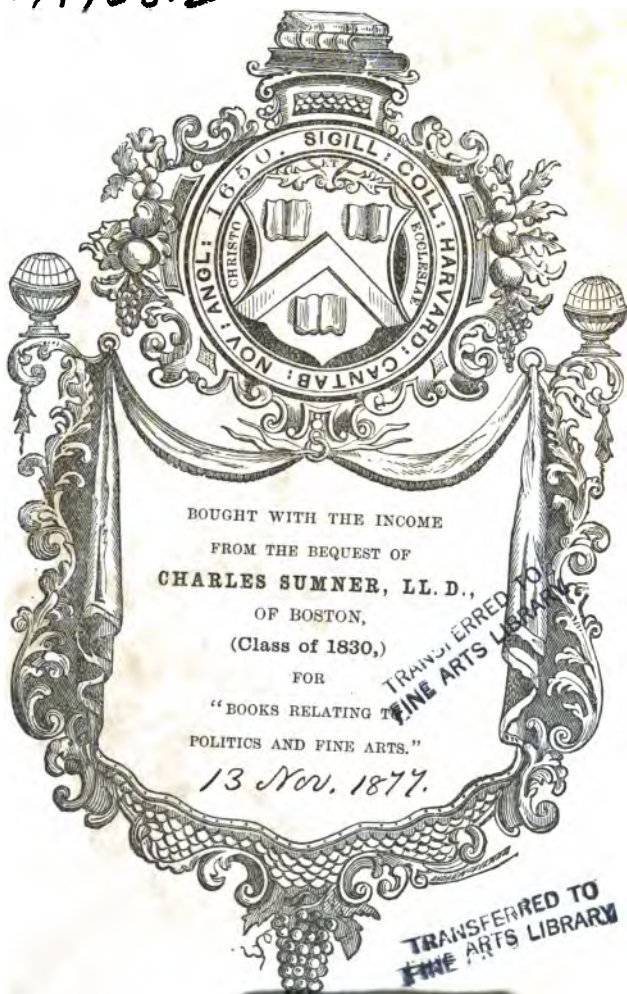 1650. SIGILL: COLL: HARVARD: CANTAB: NOV: ANGL:
ET
CHRISTO
ECCLESIAE
BOUGHT WITH THE INCOME
FROM THE BEQUEST OF
CHARLES SUMNER, LL. D.,
OF BOSTON,
(Class of 1830,)
FOR
"BOOKS RELATING TO
POLITICS AND FINE ARTS."
13 Nov. 1877.
TRANSFERRED TO
FINE ARTS LIBRARY
TRANSFERRED TO
FINE ARTS LIBRARY